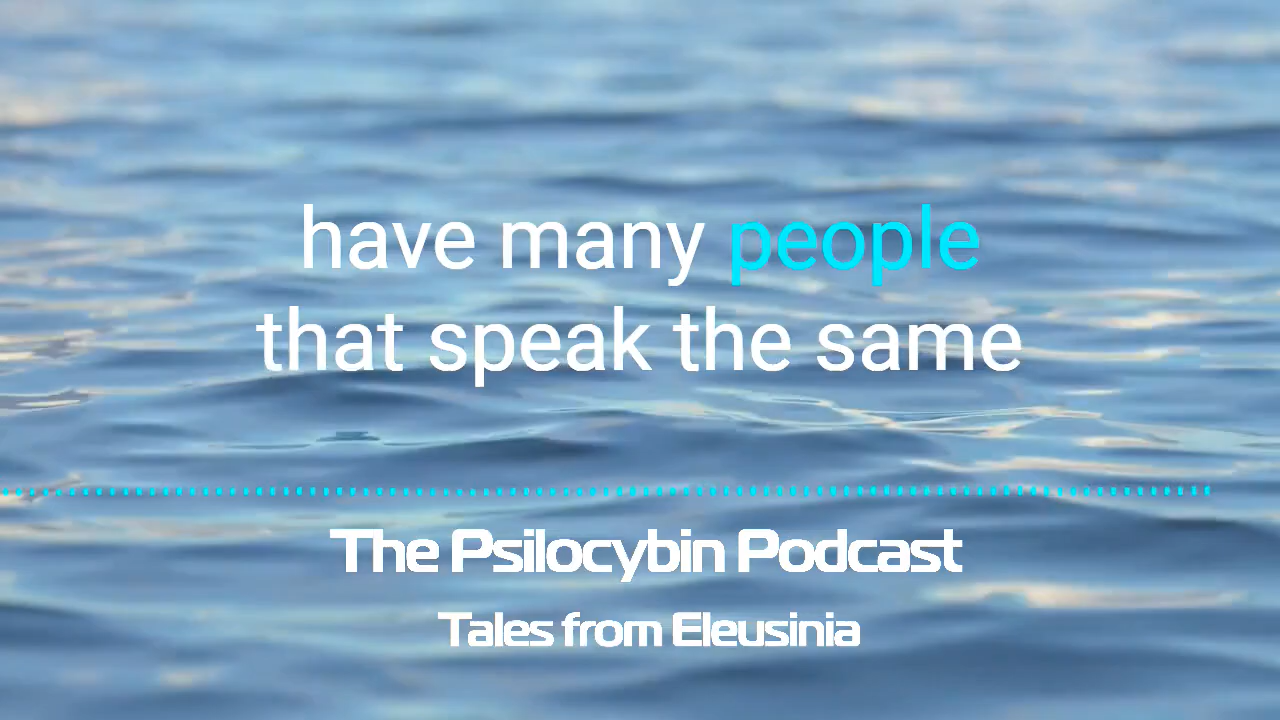 have many people
that speak the same
The Psilocybin Podcast
Tales from Eleusinia